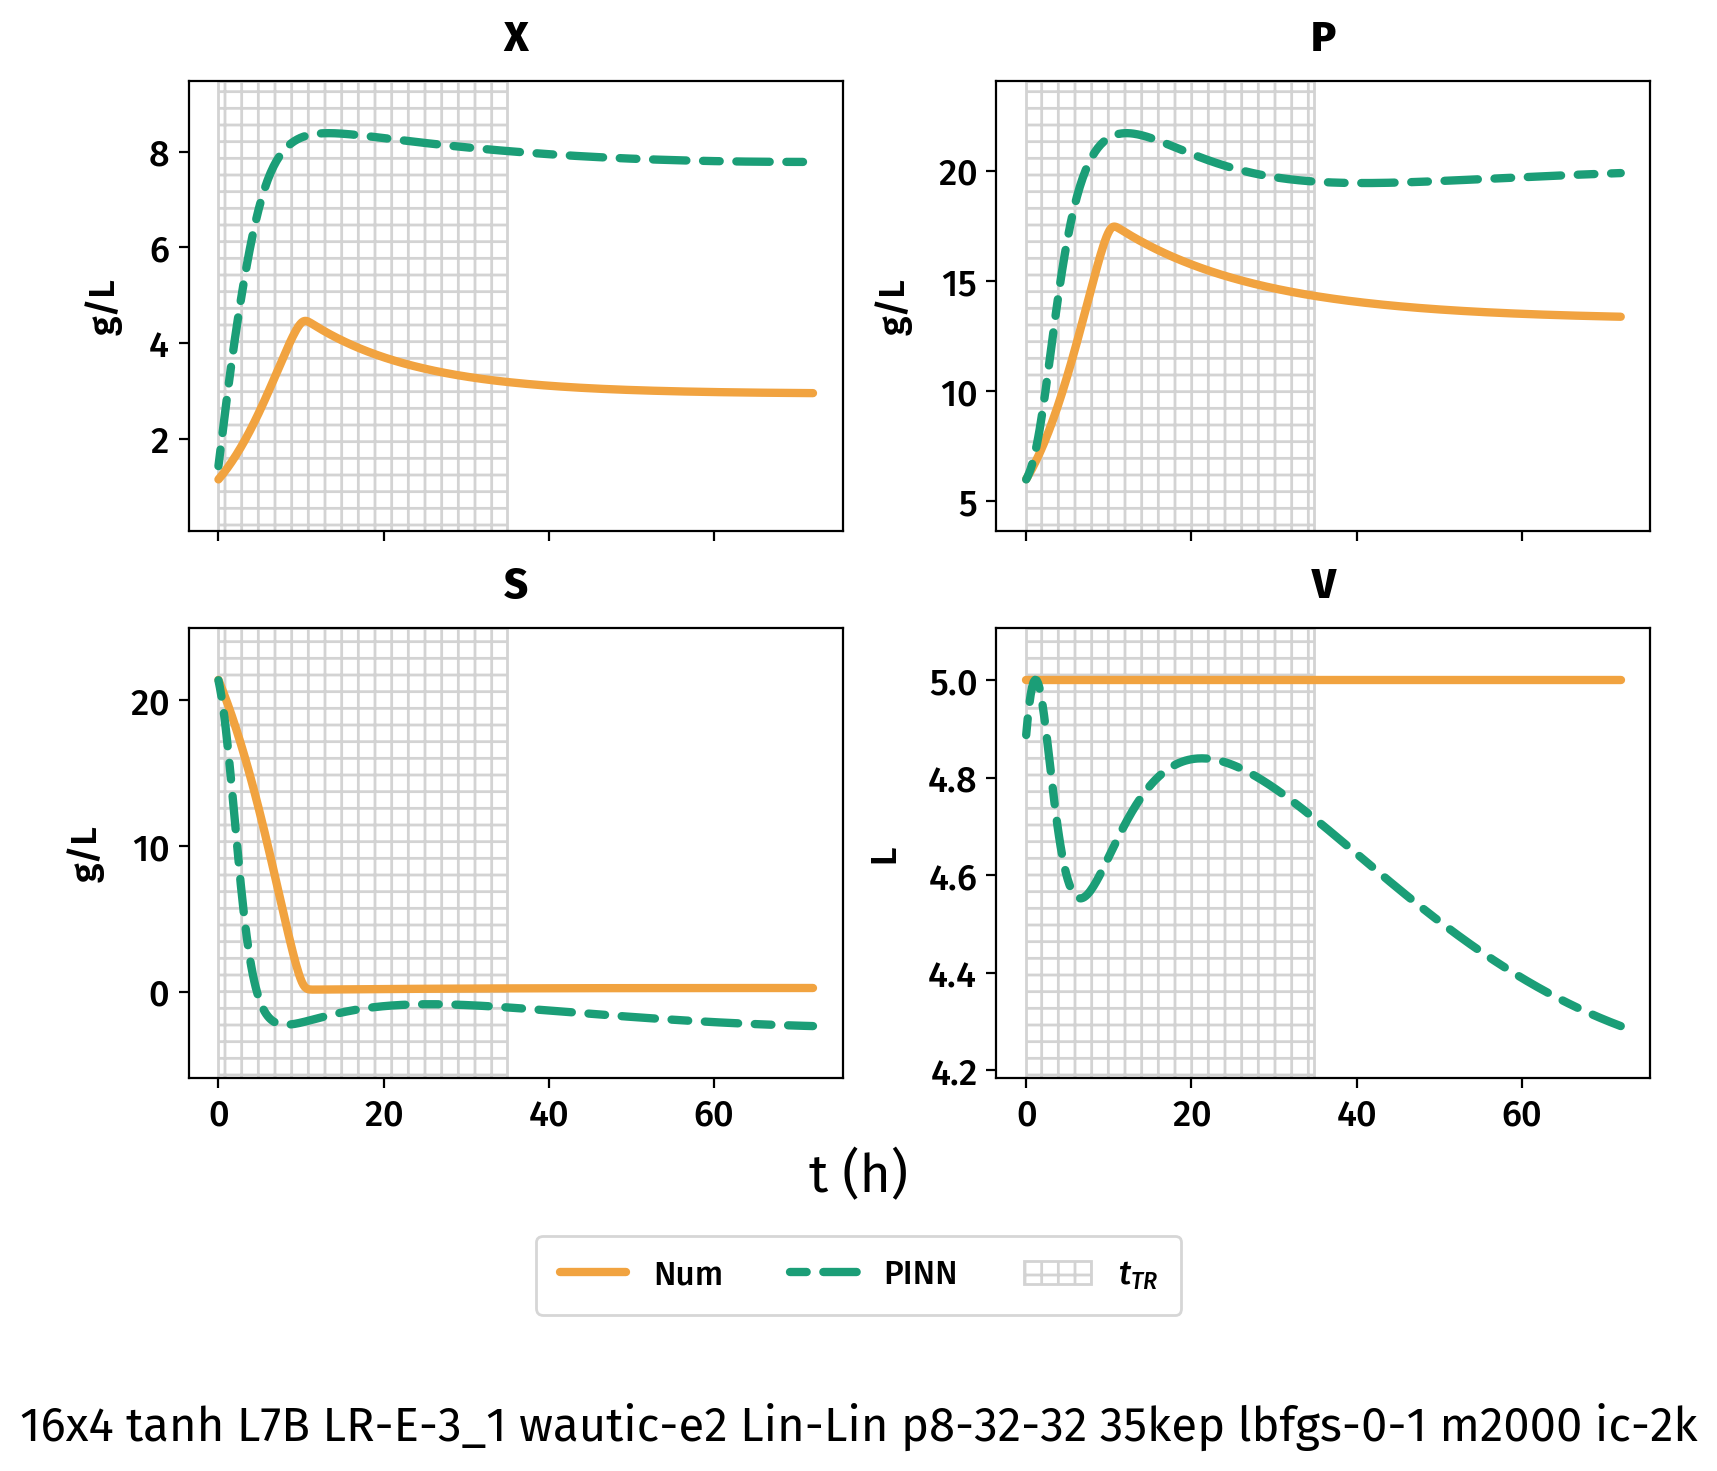 X
P
g/L
8
6
4
2
g/L
20
15
10
5
S
V
g/L
20
10
0
L
5.0
4.8
4.6
4.4
4.2
0 20 40 60
0 20 40 60
t (h)
Num PINN t_TR
16x4 tanh L7B LR-E-3_1 wautic-e2 Lin-Lin p8-32-32 35kep lbfgs-0-1 m2000 ic-2k